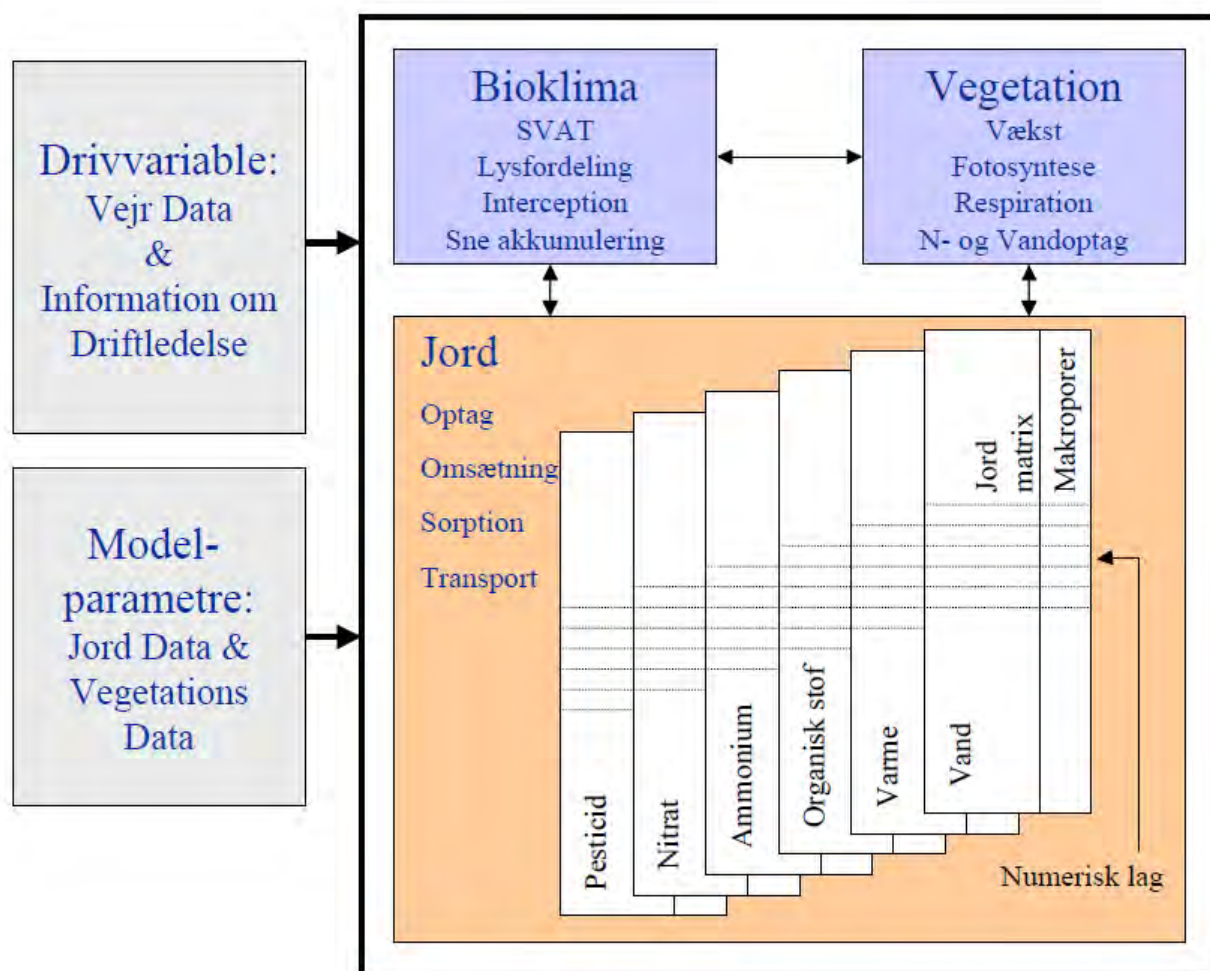 Drivvariable:
Vejr Data
&
Information om
Driftledelse
Model-
parametre:
Jord Data &
Vegetations
Data
Bioklima
SVAT
Lysfordeling
Interception
Sne akkumulering
Vegetation
Vækst
Fotosyntese
Respiration
N- og Vandoptag
Jord
Optag
Omsætning
Sorption
Transport
Pesticid
Nitrat
Ammonium
Organisk stof
Varme
Vand
Jord
matrix
Makroporer
Numerisk lag